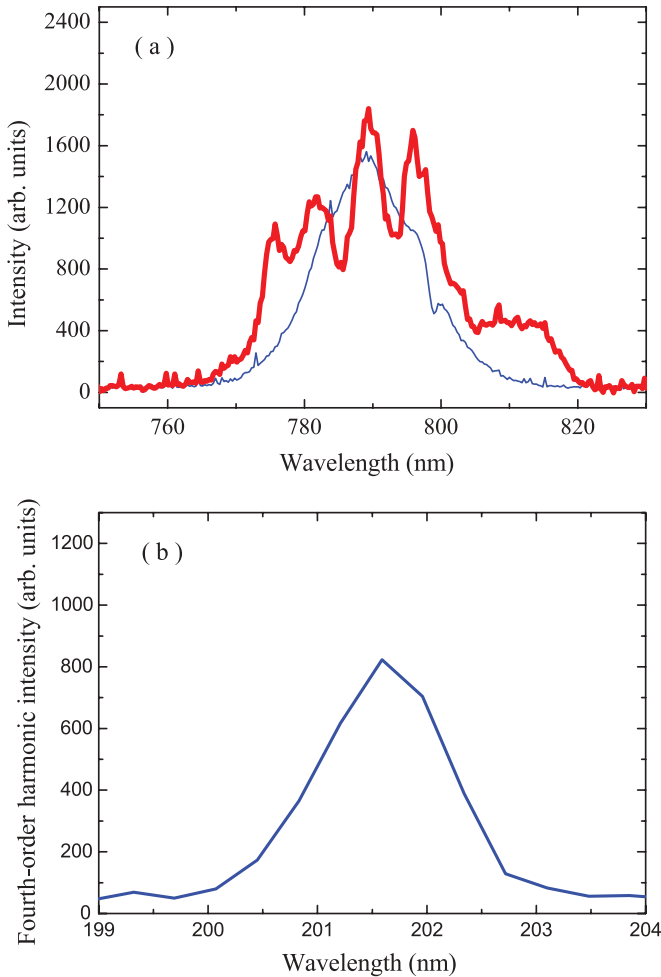 ( a )
2400
2000
1600
1200
800
400
0
Intensity (arb. units)
760 780 800 820
Wavelength (nm)
( b )
1200
1000
800
600
400
200
0
Fourth-order harmonic intensity (arb. units)
199 200 201 202 203 204
Wavelength (nm)